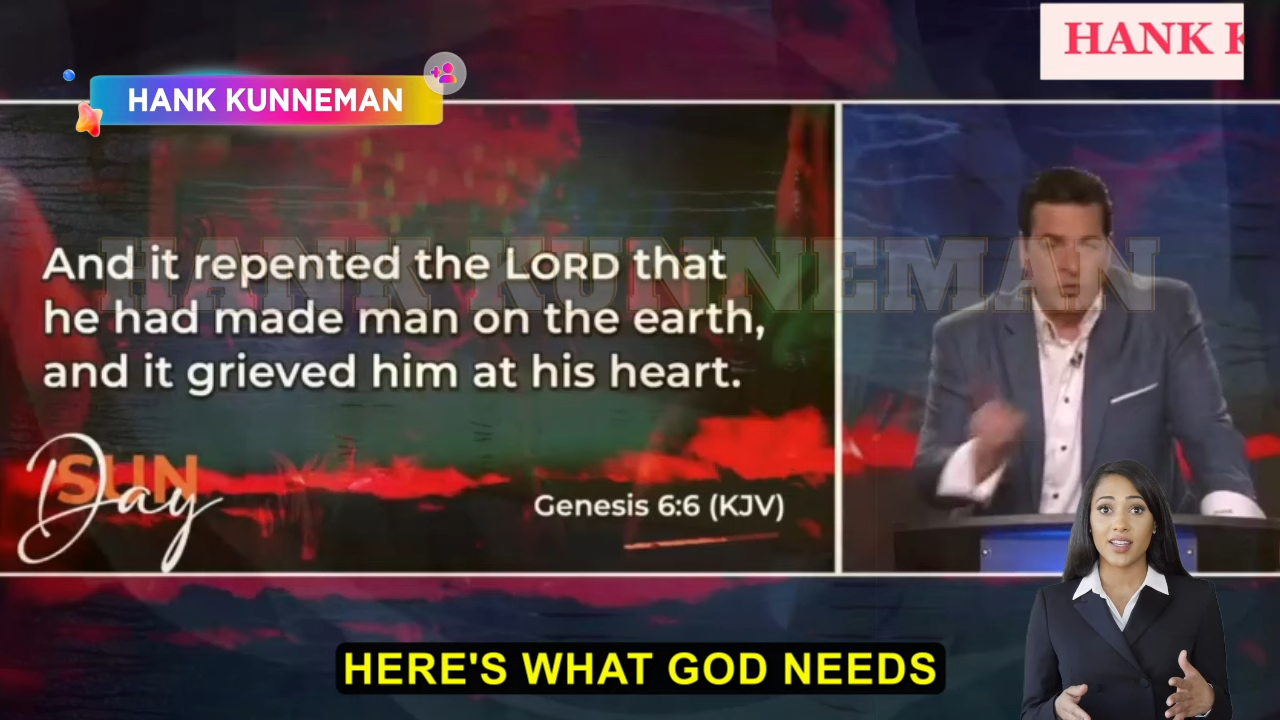 HANK K
HANK KUNNEMAN
HANK KUNNEMAN
And it repented the LORD that
he had made man on the earth,
and it grieved him at his heart.
SUN
Day
Genesis 6:6 (KJV)
HERE'S WHAT GOD NEEDS